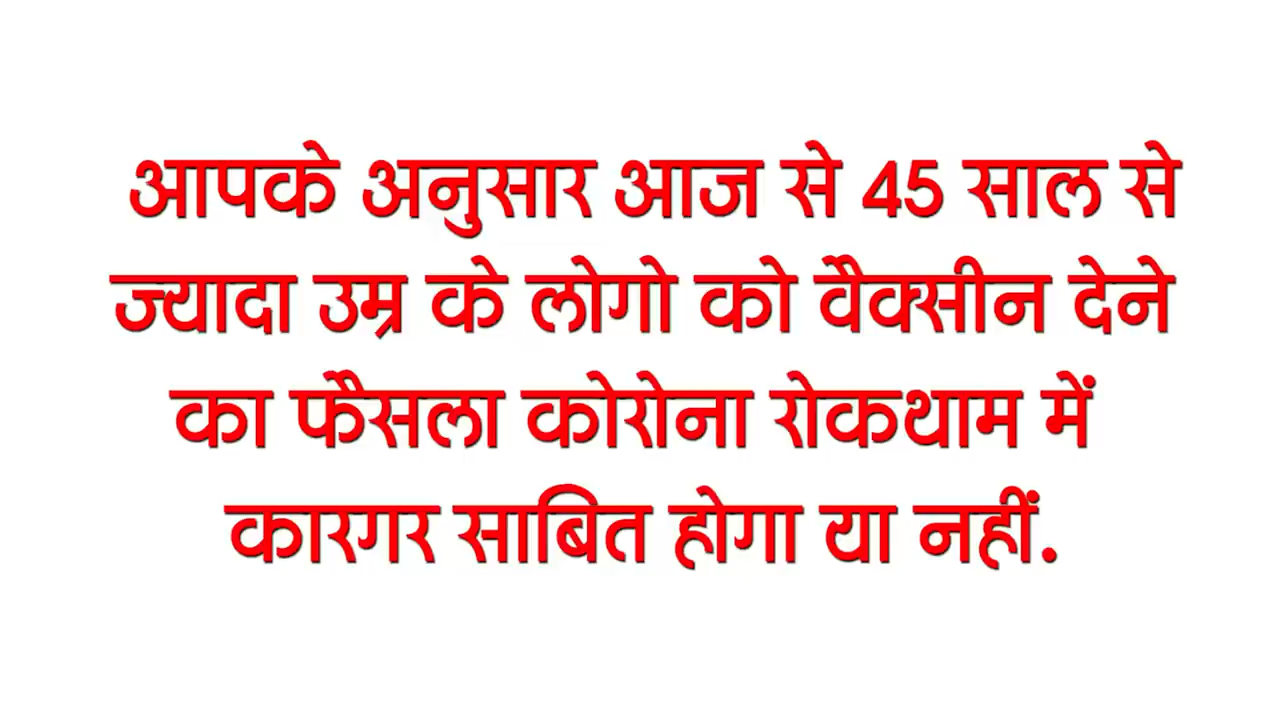 आपके अनुसार आज से 45 साल से
ज्यादा उम्र के लोगो को वैक्सीन देने
का फैसला कोरोना रोकथाम में
कारगर साबित होगा या नहीं.